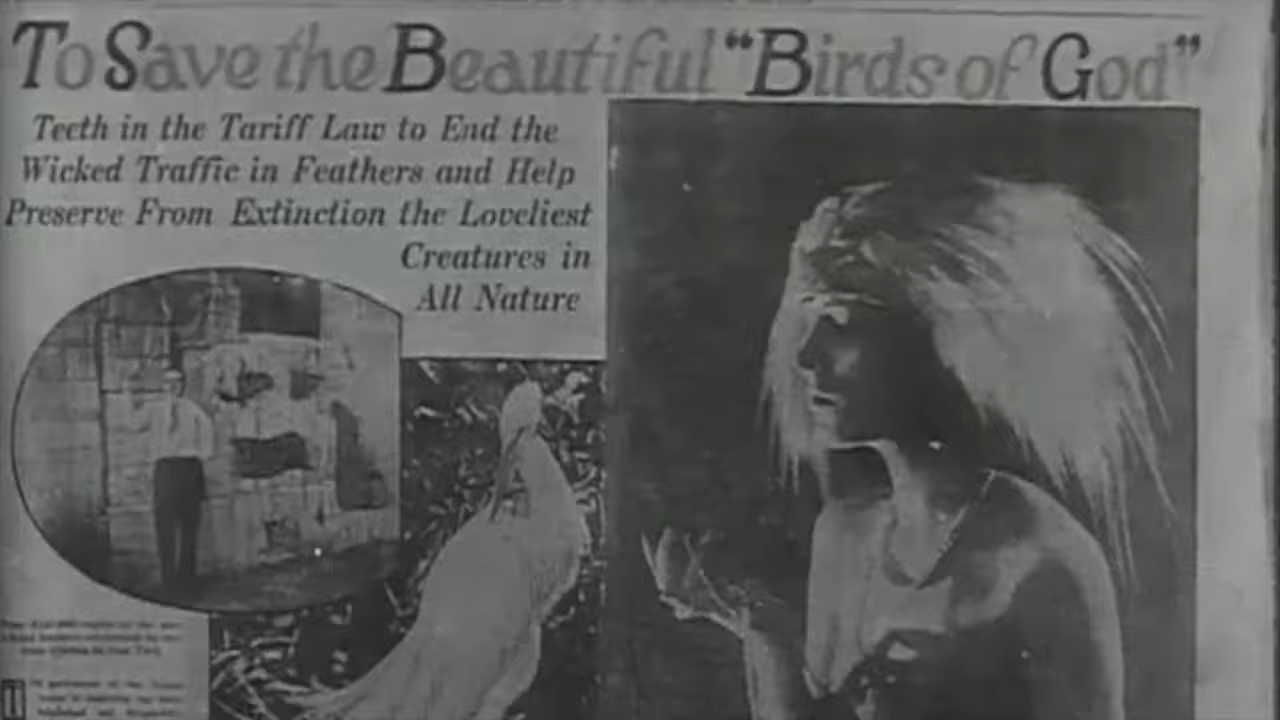 To Save the Beautiful “Birds of God”
Teeth in the Tariff Law to End the
Wicked Traffic in Feathers and Help
Preserve From Extinction the Loveliest
Creatures in
All Nature